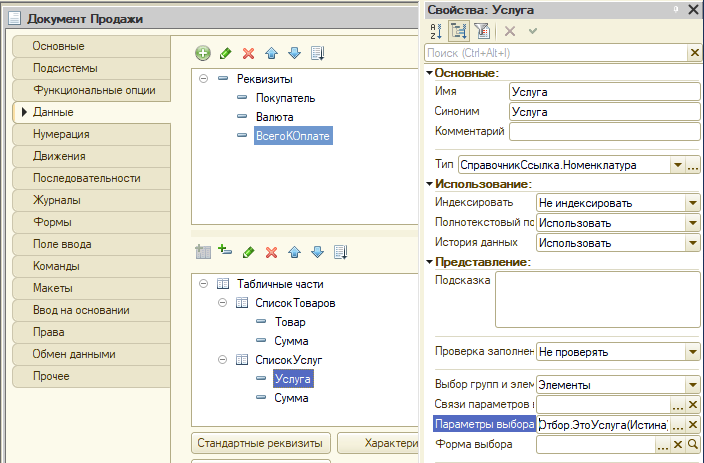 Документ Продажи
Основные
Подсистемы
Функциональные опции
Данные
Нумерация
Движения
Последовательности
Журналы
Формы
Поле ввода
Команды
Макеты
Ввод на основании
Права
Обмен данными
Прочее
Реквизиты
Покупатель
Валюта
ВсегоКОплате
Табличные части
СписокТоваров
Товар
Сумма
СписокУслуг
Услуга
Сумма
Стандартные реквизиты
Характери
Свойства: Услуга
Поиск (Ctrl+Alt+I)
Основные:
Имя Услуга
Синоним Услуга
Комментарий
Тип СправочникСсылка.Номенклатура
Использование:
Индексировать Не индексировать
Полнотекстовый по Использовать
История данных Использовать
Представление:
Подсказка
Проверка заполнен Не проверять
Выбор групп и элем Элементы
Связи параметров в
Параметры выбора Отбор.ЭтоУслуга(Истина)
Форма выбора